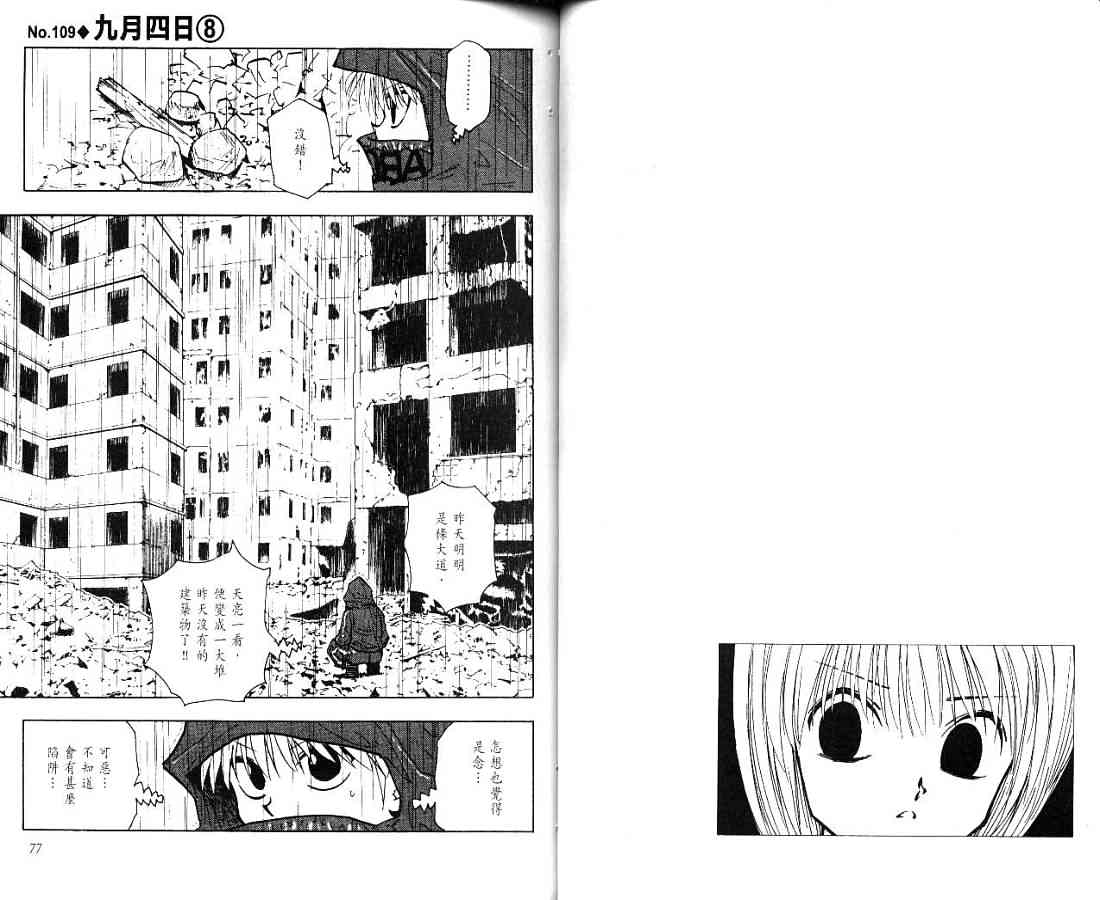 No.109◆九月四日⑧
………
沒錯！
ABC
昨天明明
是條大道．
天亮一看，
便變成一大堆
昨天沒有的
建築物了!!
怎想也覺得
是念…
可惡…
不知道
會有甚麼
陷阱…
77